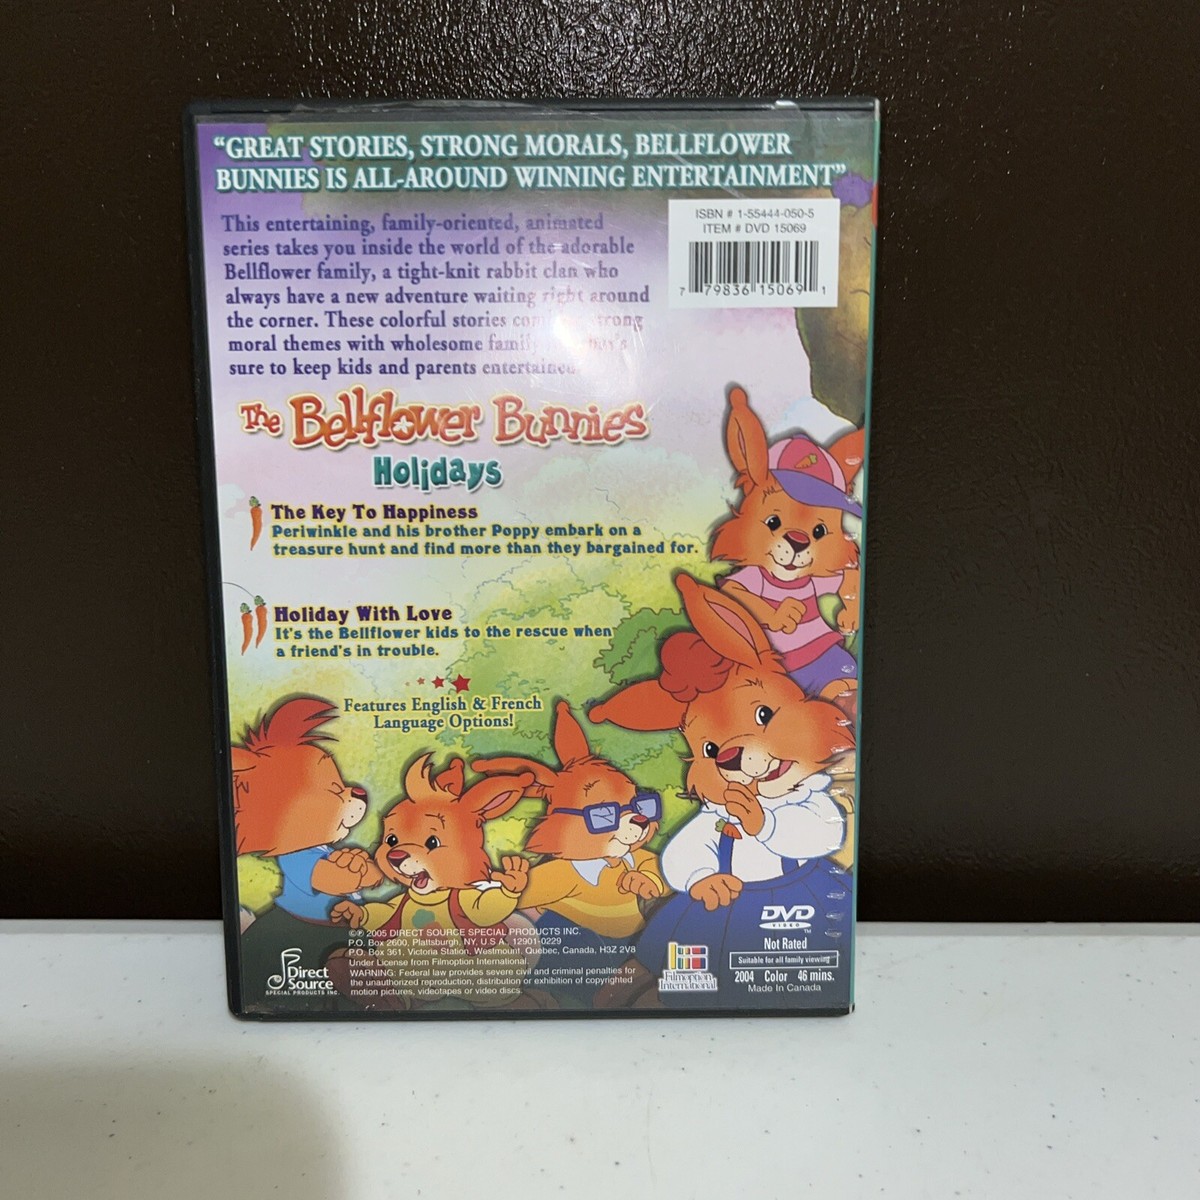 “GREAT STORIES, STRONG MORALS, BELLFLOWER
BUNNIES IS ALL-AROUND WINNING ENTERTAINMENT”
This entertaining, family-oriented, animated
series takes you inside the world of the adorable
Bellflower family, a tight-knit rabbit clan who
always have a new adventure waiting right around
the corner. These colorful stories
moral themes with wholesome
sure to keep kids and parents entertained.
ISBN # 1-55444-050-5
ITEM # DVD 15069
7 79836 15069 1
The Bellflower Bunnies
Holidays
The Key To Happiness
Periwinkle and his brother Poppy embark on a
treasure hunt and find more than they bargained for.
Holiday With Love
It's the Bellflower kids to the rescue when
a friend's in trouble.
Features English & French
Language Options!
©℗ 2005 DIRECT SOURCE SPECIAL PRODUCTS INC.
P.O. Box 2600, Plattsburgh, NY, U.S.A., 12901-0229
P.O. Box 361, Victoria Station, Westmount, Quebec, Canada, H3Z 2V8
Under License from Filmoption International.
WARNING: Federal law provides severe civil and criminal penalties for
the unauthorized reproduction, distribution or exhibition of copyrighted
motion pictures, videotapes or video discs.
Direct
Source
SPECIAL PRODUCTS INC.
Filmoption
International
DVD
VIDEO
TM
Not Rated
Suitable for all family viewing
2004 Color 46 mins.
Made In Canada